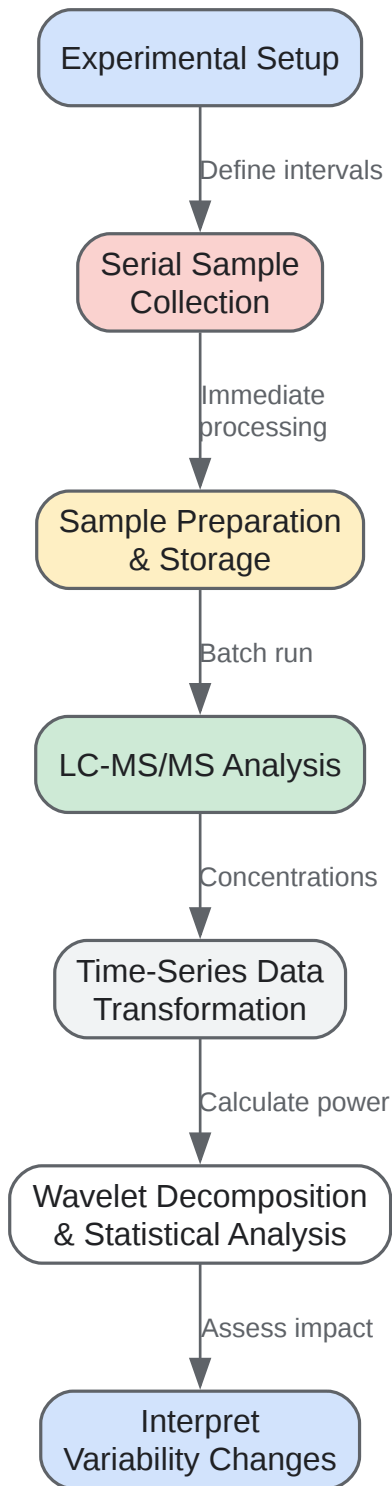 Experimental Setup
Define intervals
Serial Sample
Collection
Immediate
processing
Sample Preparation
& Storage
Batch run
LC-MS/MS Analysis
Concentrations
Time-Series Data
Transformation
Calculate power
Wavelet Decomposition
& Statistical Analysis
Assess impact
Interpret
Variability Changes